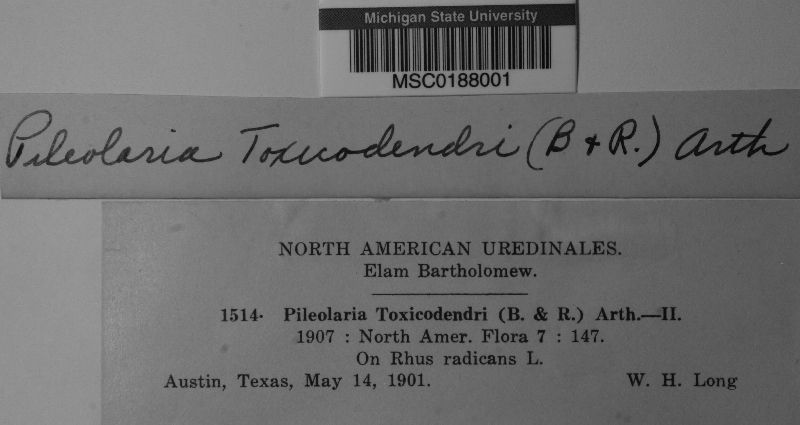 Michigan State University
MSC0188001
Pileolaria Toxicodendri (B + R.) Arth
NORTH AMERICAN UREDINALES.
Elam Bartholomew.
1514. Pileolaria Toxicodendri (B. & R.) Arth.—II.
1907 : North Amer. Flora 7 : 147.
On Rhus radicans L.
Austin, Texas, May 14, 1901. W. H. Long